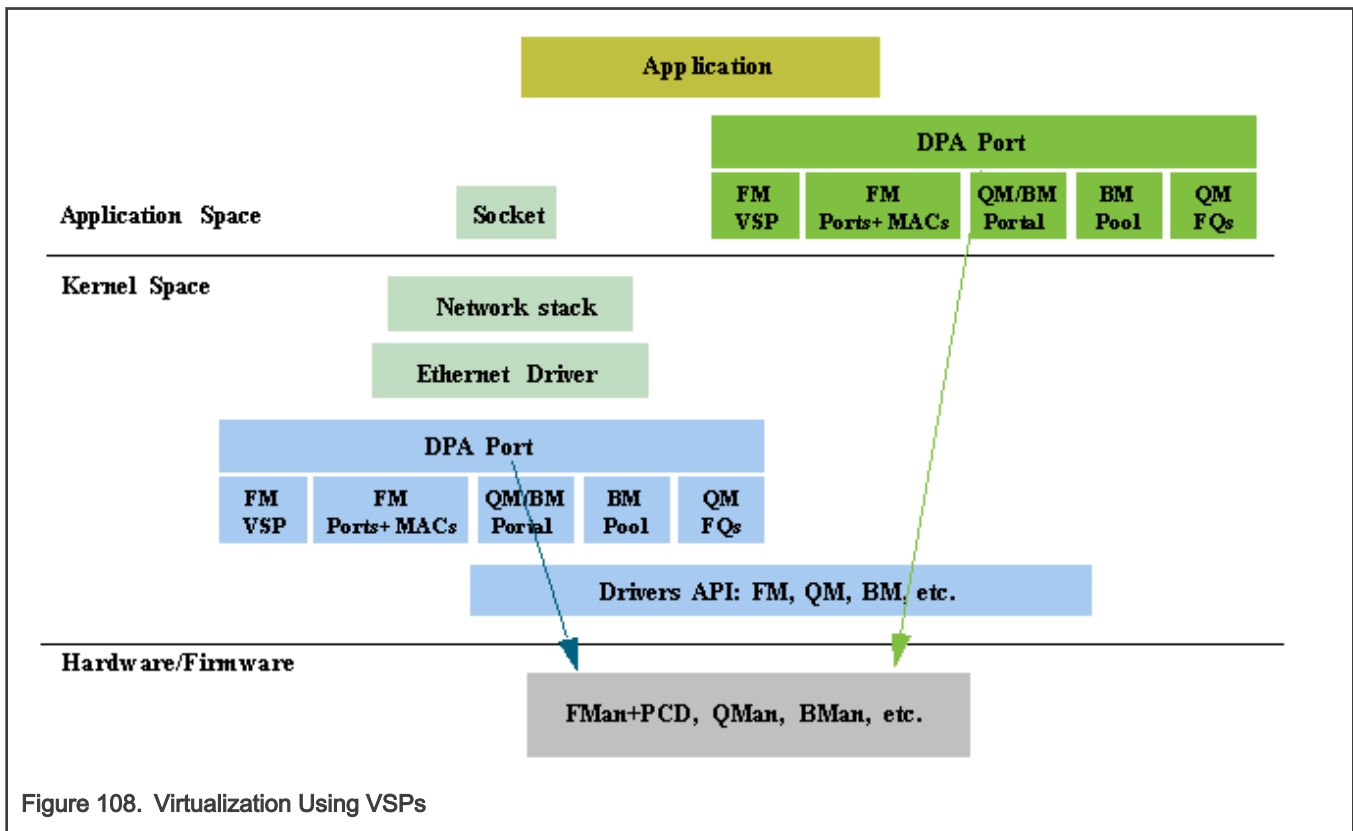 Application
DPA Port
FM VSP
FM Ports+MACs
QM/BM Portal
BM Pool
QM FQs
Application Space
Socket
Kernel Space
Network stack
Ethernet Driver
DPA Port
FM VSP
FM Ports+MACs
QM/BM Portal
BM Pool
QM FQs
Drivers API: FM, QM, BM, etc.
Hardware/Firmware
FMan+PCD, QMan, BMan, etc.
Figure 108. Virtualization Using VSPs